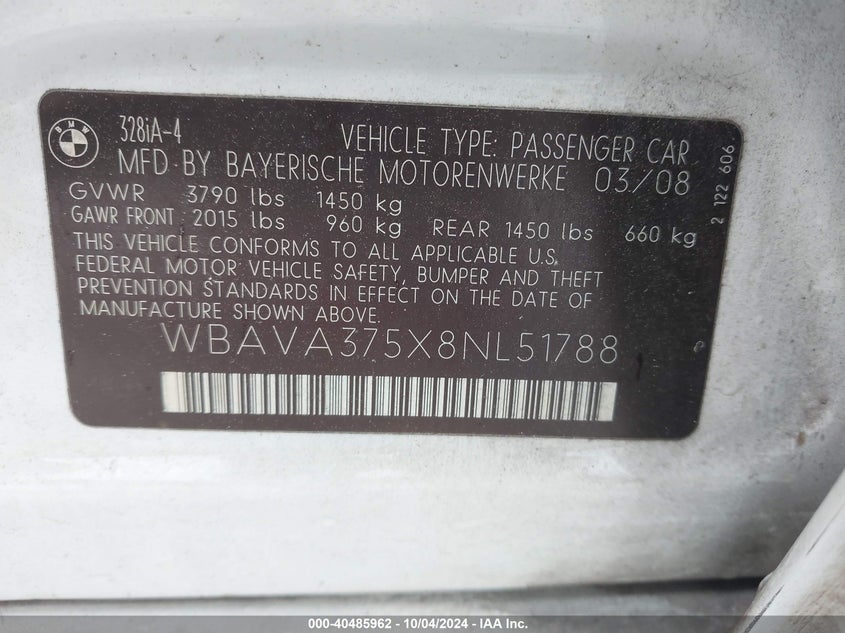 BMW
328iA-4
VEHICLE TYPE: PASSENGER CAR
MFD BY BAYERISCHE MOTORENWERKE 03/08
GVWR 3790 lbs 1450 kg
GAWR FRONT 2015 lbs 960 kg REAR 1450 lbs 660 kg
THIS VEHICLE CONFORMS TO ALL APPLICABLE U.S.
FEDERAL MOTOR VEHICLE SAFETY, BUMPER AND THEFT
PREVENTION STANDARDS IN EFFECT ON THE DATE OF
MANUFACTURE SHOWN ABOVE.
WBAVA375X8NL51788
2 122 606
000-40485962 - 10/04/2024 - IAA Inc.